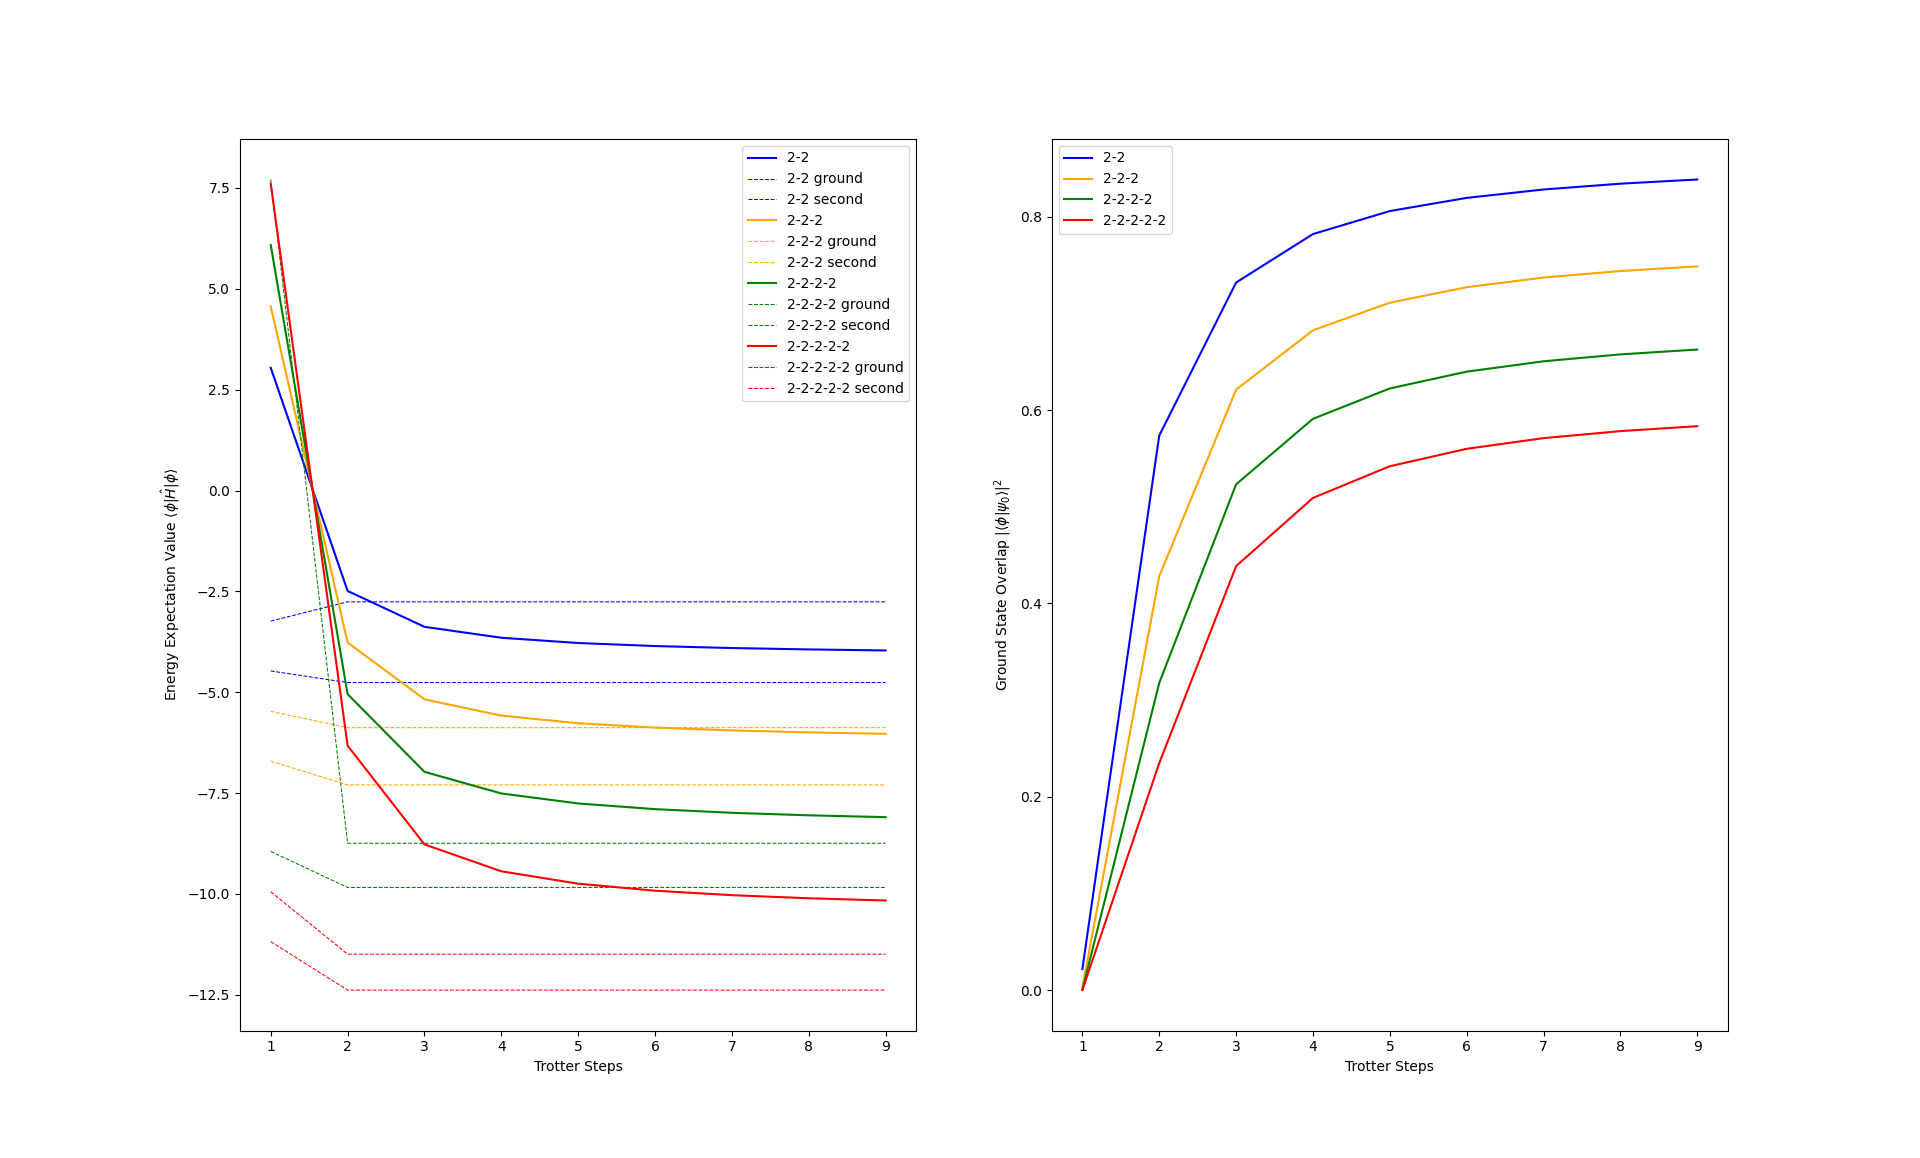 7.5
5.0
2.5
0.0
−2.5
−5.0
−7.5
−10.0
−12.5
Energy Expectation Value ⟨ϕ|Ĥ|ϕ⟩
1 2 3 4 5 6 7 8 9
Trotter Steps
2-2
2-2 ground
2-2 second
2-2-2
2-2-2 ground
2-2-2 second
2-2-2-2
2-2-2-2 ground
2-2-2-2 second
2-2-2-2-2
2-2-2-2-2 ground
2-2-2-2-2 second
0.8
0.6
0.4
0.2
0.0
Ground State Overlap |⟨ϕ|ψ₀⟩|²
1 2 3 4 5 6 7 8 9
Trotter Steps
2-2
2-2-2
2-2-2-2
2-2-2-2-2